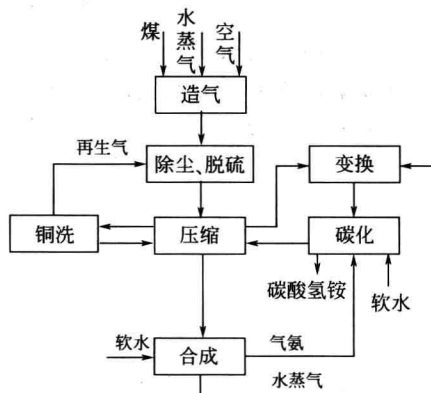 煤
水蒸气
空气
造气
再生气
除尘、脱硫
变换
铜洗
压缩
碳化
碳酸氢铵
软水
软水
合成
气氨
水蒸气